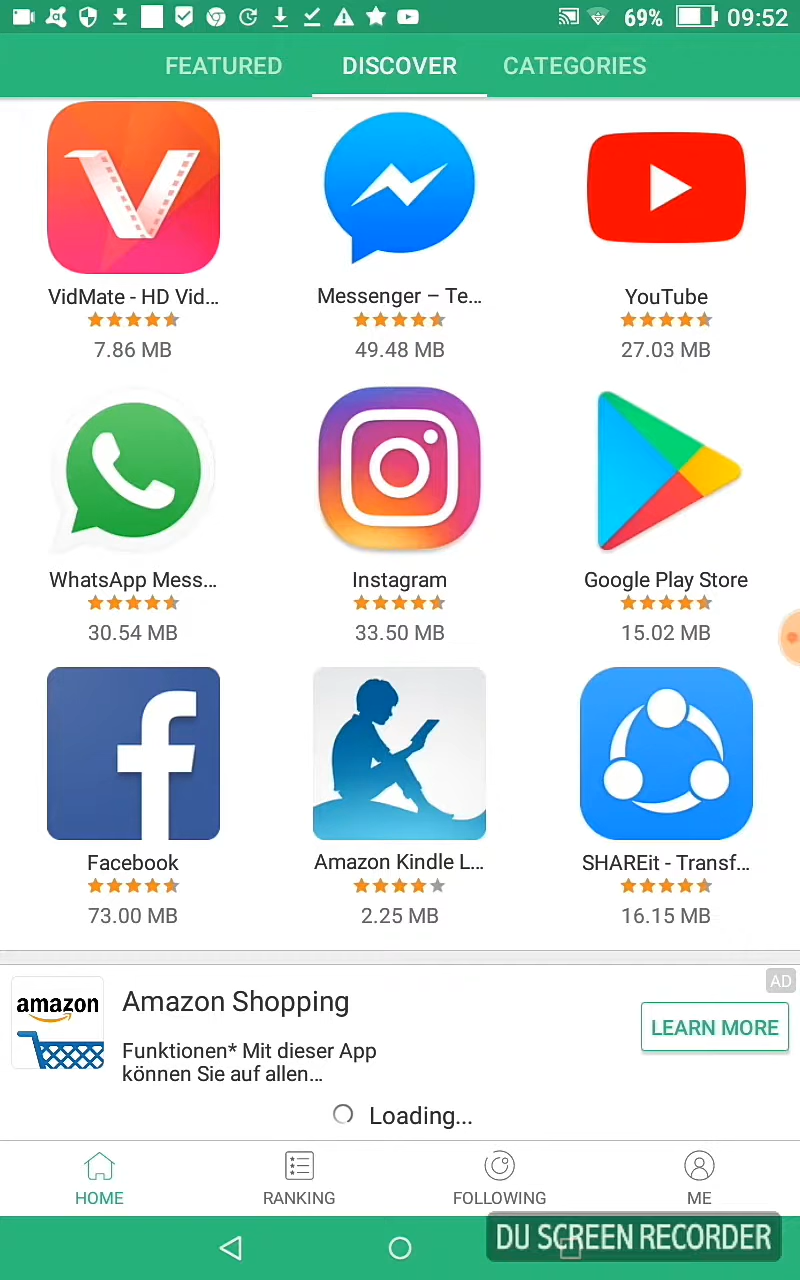 69% 09:52
FEATURED DISCOVER CATEGORIES
VidMate - HD Vid... Messenger – Te... YouTube
7.86 MB 49.48 MB 27.03 MB
WhatsApp Mess... Instagram Google Play Store
30.54 MB 33.50 MB 15.02 MB
Facebook Amazon Kindle L... SHAREit - Transf...
73.00 MB 2.25 MB 16.15 MB
AD
amazon Amazon Shopping
LEARN MORE
Funktionen* Mit dieser App
können Sie auf allen...
Loading...
HOME RANKING FOLLOWING ME
DU SCREEN RECORDER